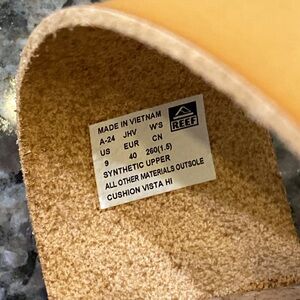 MADE IN VIETNAM
A-24 JHV W'S
US EUR CN
9 40 260(1.5)
SYNTHETIC UPPER
ALL OTHER MATERIALS OUTSOLE
CUSHION VISTA HI
REEF